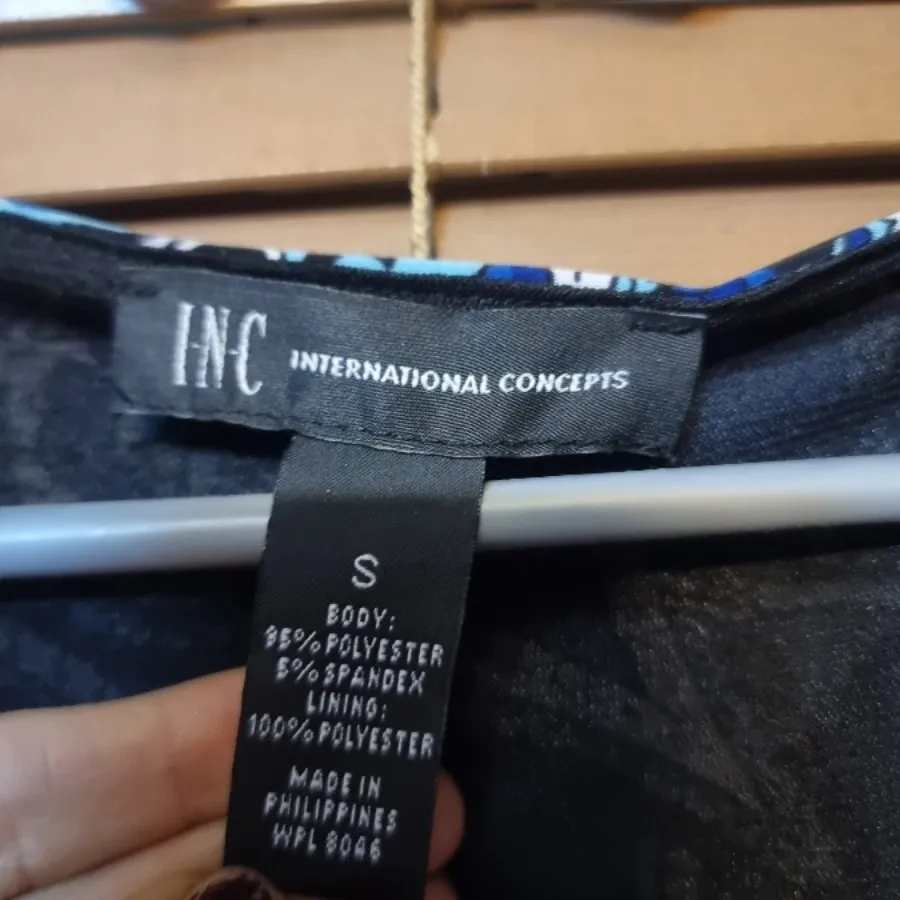 I·N·C INTERNATIONAL CONCEPTS
S
BODY:
95% POLYESTER
5% SPANDEX
LINING:
100% POLYESTER
MADE IN
PHILIPPINES
WPL 8046